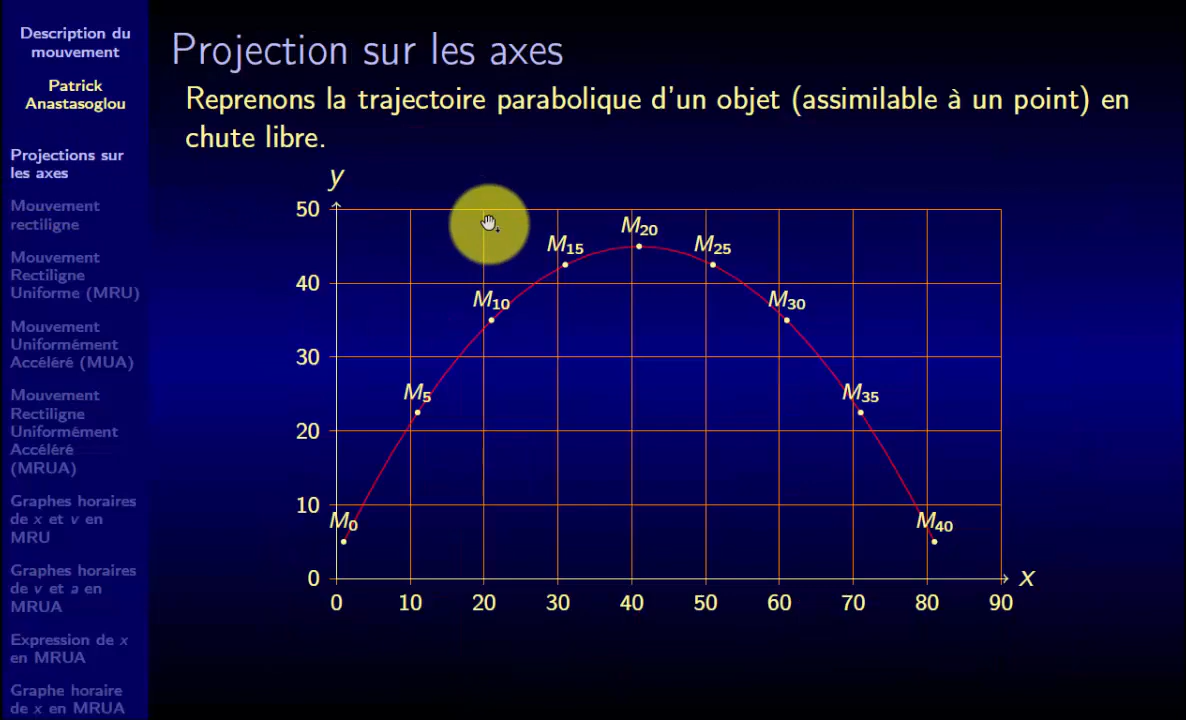 Description du
mouvement
Patrick
Anastasoglou
Projections sur
les axes
Mouvement
rectiligne
Mouvement
Rectiligne
Uniforme (MRU)
Mouvement
Uniformément
Accéléré (MUA)
Mouvement
Rectiligne
Uniformément
Accéléré
(MRUA)
Graphes horaires
de x et v en
MRU
Graphes horaires
de v et a en
MRUA
Expression de x
en MRUA
Graphe horaire
de x en MRUA
Projection sur les axes
Reprenons la trajectoire parabolique d'un objet (assimilable à un point) en
chute libre.
y
50
40
30
20
10
0
M0
M5
M10
M15
M20
M25
M30
M35
M40
x
0 10 20 30 40 50 60 70 80 90